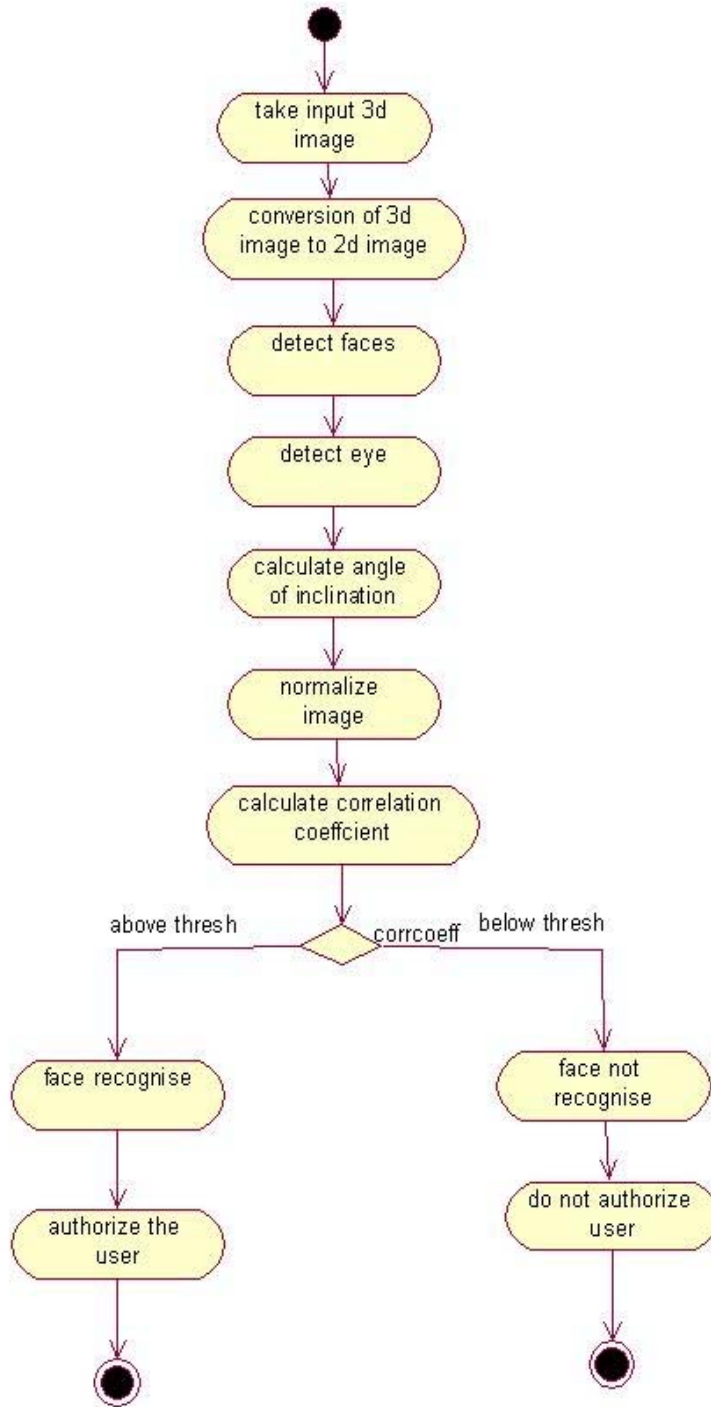 take input 3d
image
conversion of 3d
image to 2d image
detect faces
detect eye
calculate angle
of inclination
normalize
image
calculate correlation
coeffcient
above thresh
corrcoeff
below thresh
face recognise
face not
recognise
authorize the
user
do not authorize
user